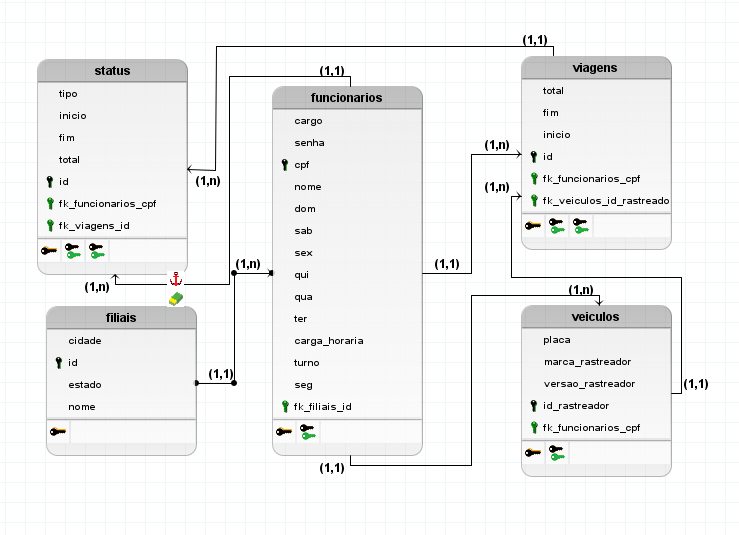 (1,1)
(1,1)
status
tipo
inicio
fim
total
id
fk_funcionarios_cpf
fk_viagens_id
(1,n)
(1,n)
funcionarios
cargo
senha
cpf
nome
dom
sab
sex
qui
qua
ter
carga_horaria
turno
seg
fk_filiais_id
(1,n)
(1,1)
(1,1)
(1,1)
viagens
total
fim
inicio
id
fk_funcionarios_cpf
fk_veiculos_id_rastreado
(1,n)
(1,n)
filiais
cidade
id
estado
nome
(1,n)
veiculos
placa
marca_rastreador
versao_rastreador
id_rastreador
fk_funcionarios_cpf
(1,1)